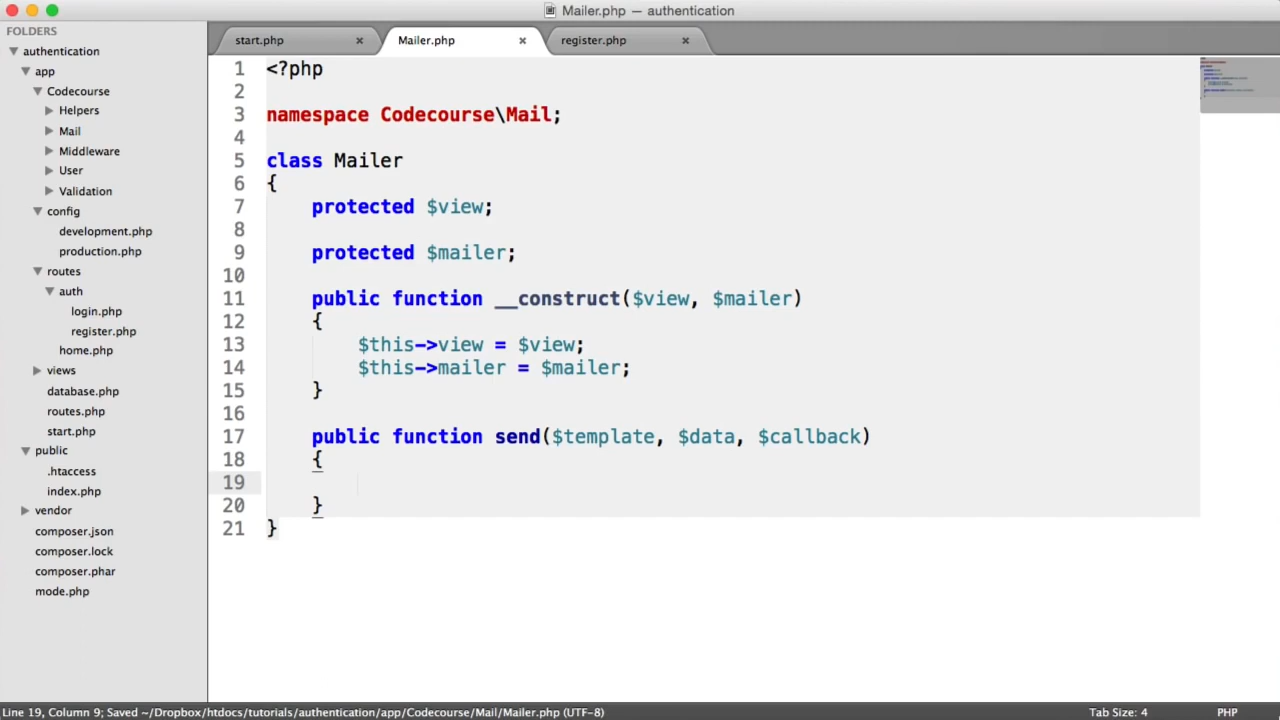 Mailer.php — authentication
FOLDERS
authentication
app
Codecourse
Helpers
Mail
Middleware
User
Validation
config
development.php
production.php
routes
auth
login.php
register.php
home.php
views
database.php
routes.php
start.php
public
.htaccess
index.php
vendor
composer.json
composer.lock
composer.phar
mode.php
start.php × Mailer.php × register.php ×
1 <?php
2
3 namespace Codecourse\Mail;
4
5 class Mailer
6 {
7     protected $view;
8
9     protected $mailer;
10
11     public function __construct($view, $mailer)
12     {
13         $this->view = $view;
14         $this->mailer = $mailer;
15     }
16
17     public function send($template, $data, $callback)
18     {
19
20     }
21 }
Line 19, Column 9; Saved ~/Dropbox/htdocs/tutorials/authentication/app/Codecourse/Mail/Mailer.php (UTF-8) Tab Size: 4 PHP